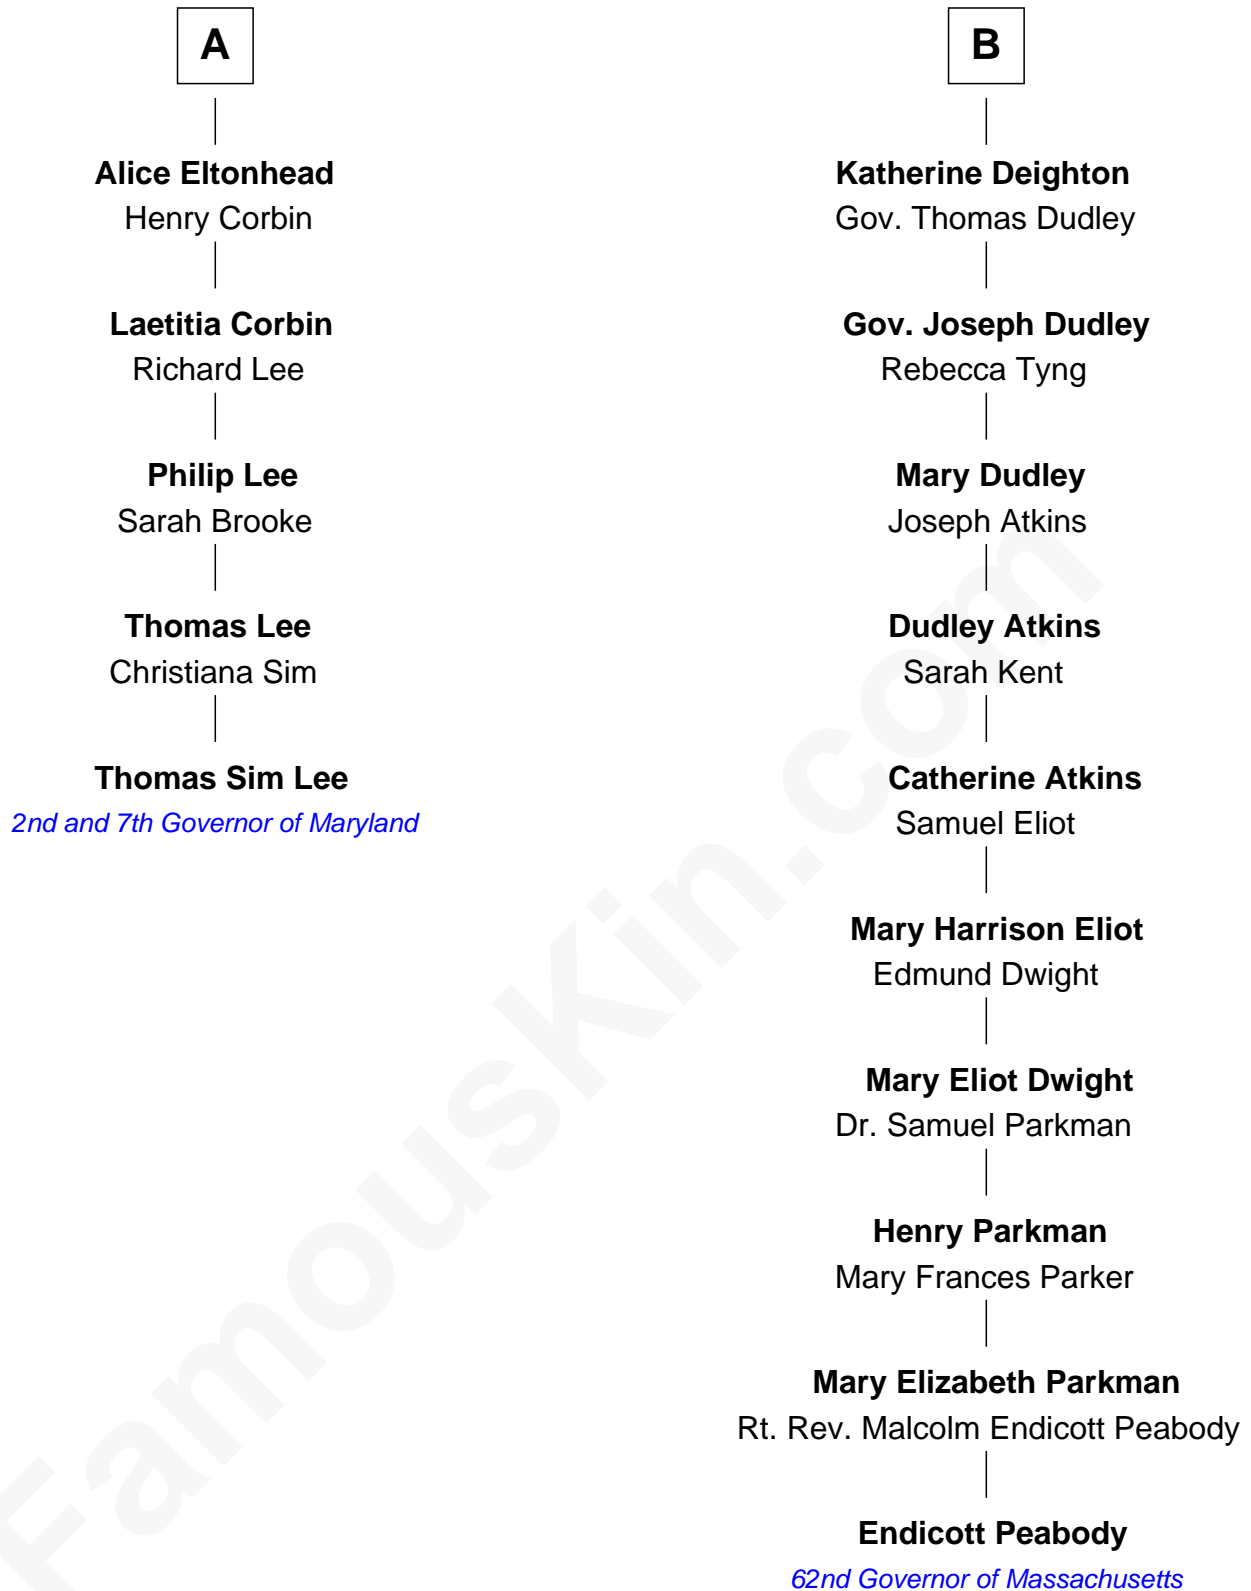 A
Alice Eltonhead
Henry Corbin
Laetitia Corbin
Richard Lee
Philip Lee
Sarah Brooke
Thomas Lee
Christiana Sim
Thomas Sim Lee
2nd and 7th Governor of Maryland
B
Katherine Deighton
Gov. Thomas Dudley
Gov. Joseph Dudley
Rebecca Tyng
Mary Dudley
Joseph Atkins
Dudley Atkins
Sarah Kent
Catherine Atkins
Samuel Eliot
Mary Harrison Eliot
Edmund Dwight
Mary Eliot Dwight
Dr. Samuel Parkman
Henry Parkman
Mary Frances Parker
Mary Elizabeth Parkman
Rt. Rev. Malcolm Endicott Peabody
Endicott Peabody
62nd Governor of Massachusetts
FamousKin.com